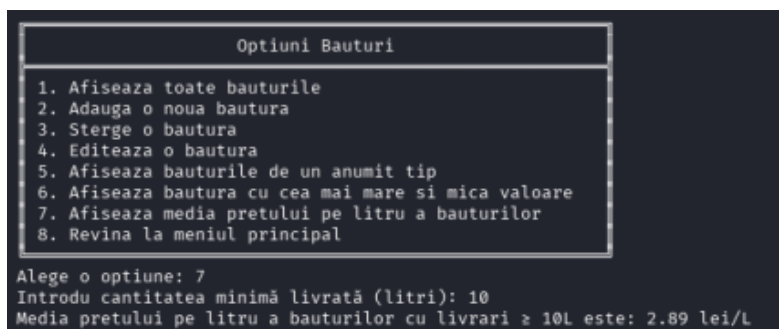 Optiuni Bauturi
1. Afiseaza toate bauturile
2. Adauga o noua bautura
3. Sterge o bautura
4. Editeaza o bautura
5. Afiseaza bauturile de un anumit tip
6. Afiseaza bautura cu cea mai mare si mica valoare
7. Afiseaza media pretului pe litru a bauturilor
8. Revina la meniul principal
Alege o optiune: 7
Introdu cantitatea minimă livrată (litri): 10
Media pretului pe litru a bauturilor cu livrari ≥ 10L este: 2.89 lei/L